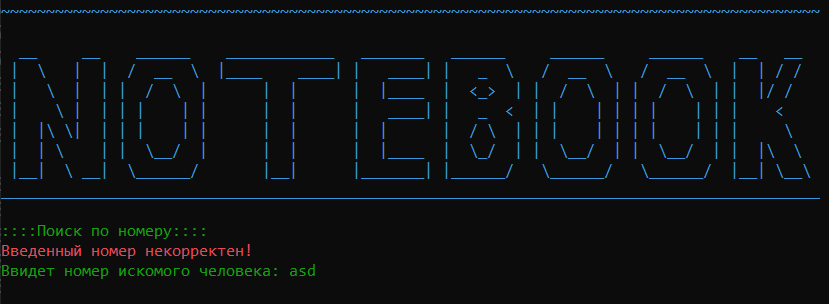 NOTEBOOK
::::Поиск по номеру::::
Введенный номер некорректен!
Ввидет номер искомого человека: asd